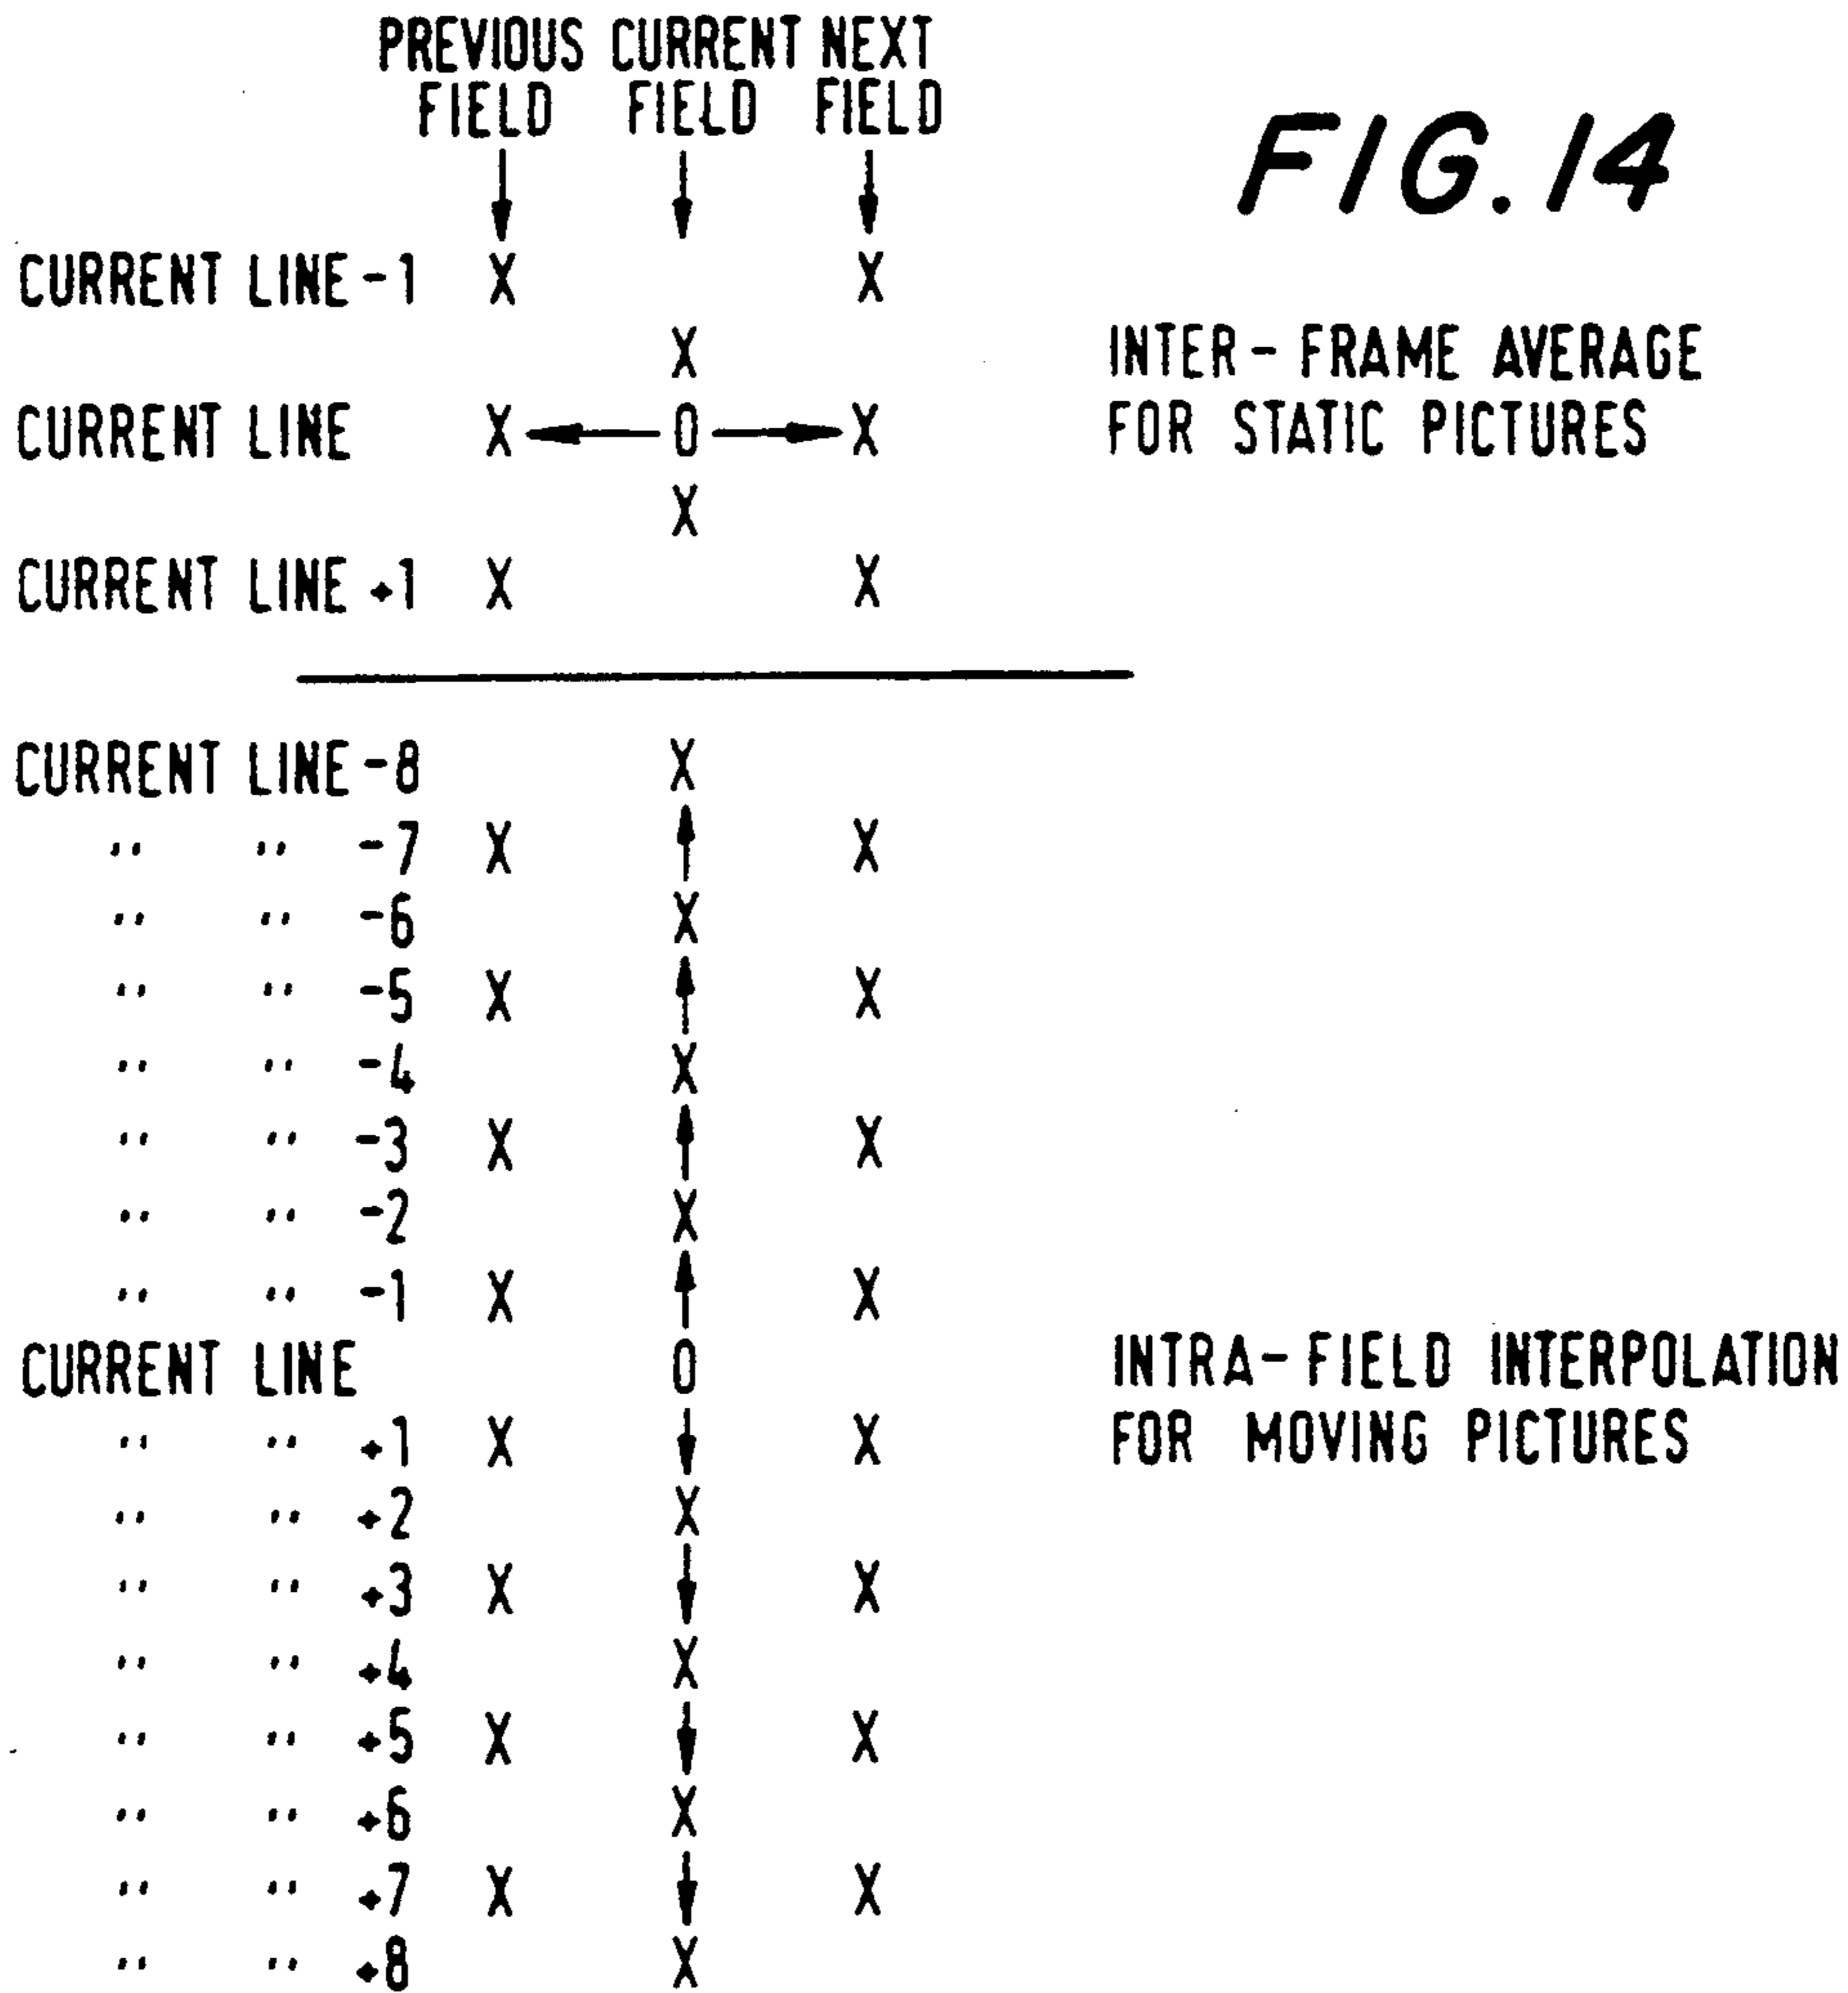 PREVIOUS CURRENT NEXT
FIELD FIELD FIELD
FIG. 14
CURRENT LINE -1 X X
X
INTER - FRAME AVERAGE
CURRENT LINE X O X
FOR STATIC PICTURES
X
CURRENT LINE +1 X X
CURRENT LINE -8 X
" " -7 X X
" " -6 X
" " -5 X X
" " -4 X
" " -3 X X
" " -2 X
" " -1 X X
CURRENT LINE O
INTRA - FIELD INTERPOLATION
" " +1 X X
FOR MOVING PICTURES
" " +2 X
" " +3 X X
" " +4 X
" " +5 X X
" " +6 X
" " +7 X X
" " +8 X